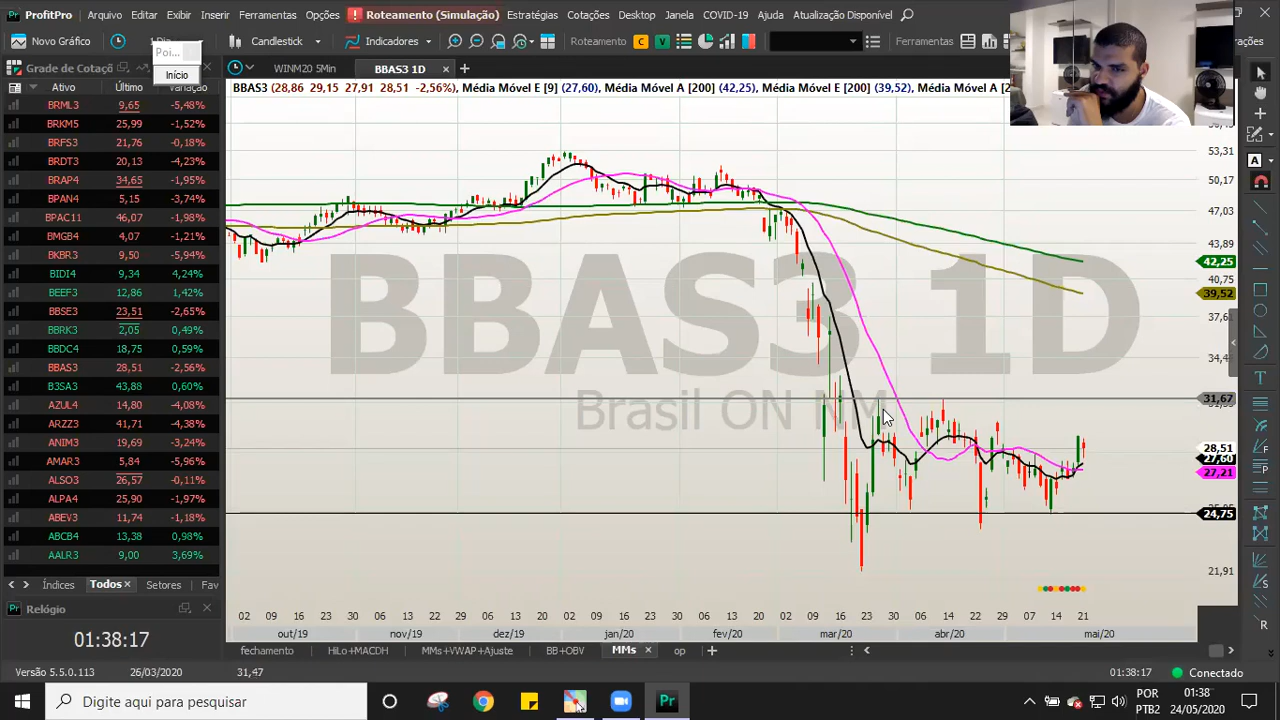 ProfitPro Arquivo Editar Exibir Inserir Ferramentas Opções Roteamento (Simulação) Estratégias Cotações Desktop Janela COVID-19 Ajuda Atualização Disponível
Novo Gráfico Candlestick Indicadores Roteamento C V Ferramentas
Poi...
Início
Grade de Cotaçã WINM20 5Min BBAS3 1D
Ativo Último Variação
BBAS3 (28,86 29,15 27,91 28,51 -2,56%), Média Móvel E [9] (27,60), Média Móvel A [200] (42,25), Média Móvel E [200] (39,52), Média Móvel A [2
BRML3 9,65 -5,48%
BRKM5 25,99 -1,52%
BRFS3 21,76 -0,18%
BRDT3 20,13 -4,23%
BRAP4 34,65 -1,95%
BPAN4 5,15 -3,74%
BPAC11 46,07 -1,98%
BMGB4 4,07 -1,21%
BKBR3 9,50 -5,94%
BIDI4 9,34 4,24%
BEEF3 12,86 1,42%
BBSE3 23,51 -2,65%
BBRK3 2,05 0,49%
BBDC4 18,75 0,59%
BBAS3 28,51 -2,56%
B3SA3 43,88 0,60%
AZUL4 14,80 -4,08%
ARZZ3 41,71 -4,38%
ANIM3 19,69 -3,24%
AMAR3 5,84 -5,96%
ALSO3 26,57 -0,11%
ALPA4 25,90 -1,97%
ABEV3 11,74 -1,18%
ABCB4 13,38 0,98%
AALR3 9,00 3,69%
BBAS3 1D
Brasil ON NM
53,31
50,17
47,03
43,89
42,25
40,75
39,52
31,67
28,51
27,60
27,21
24,75
21,91
02 09 16 23 30 06 13 20 27 04 11 18 25 02 09 16 20 02 09 16 23 30 06 13 20 02 09 16 23 30 06 14 22 29 07 14 21
out/19 nov/19 dez/19 jan/20 fev/20 mar/20 abr/20 mai/20
Índices Todos Setores Fav
Relógio
01:38:17
fechamento HiLo+MACDH MMs+VWAP+Ajuste BB+OBV MMs op
Versão 5.5.0.113 26/03/2020 31,47 01:38:17 Conectado
Digite aqui para pesquisar
Pr
POR
PTB2
01:38
24/05/2020